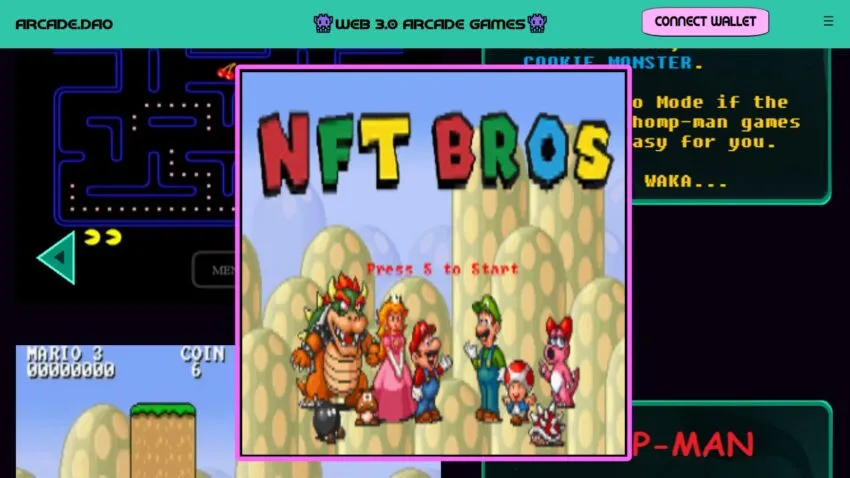 ARCADE.DAO
WEB 3.0 ARCADE GAMES
CONNECT WALLET
COOKIE MONSTER.
o Mode if the
homp-man games
asy for you.
WAKA...
NFT BROS
Press S to Start
MARIO 3 COIN
00000000 6
P-MAN